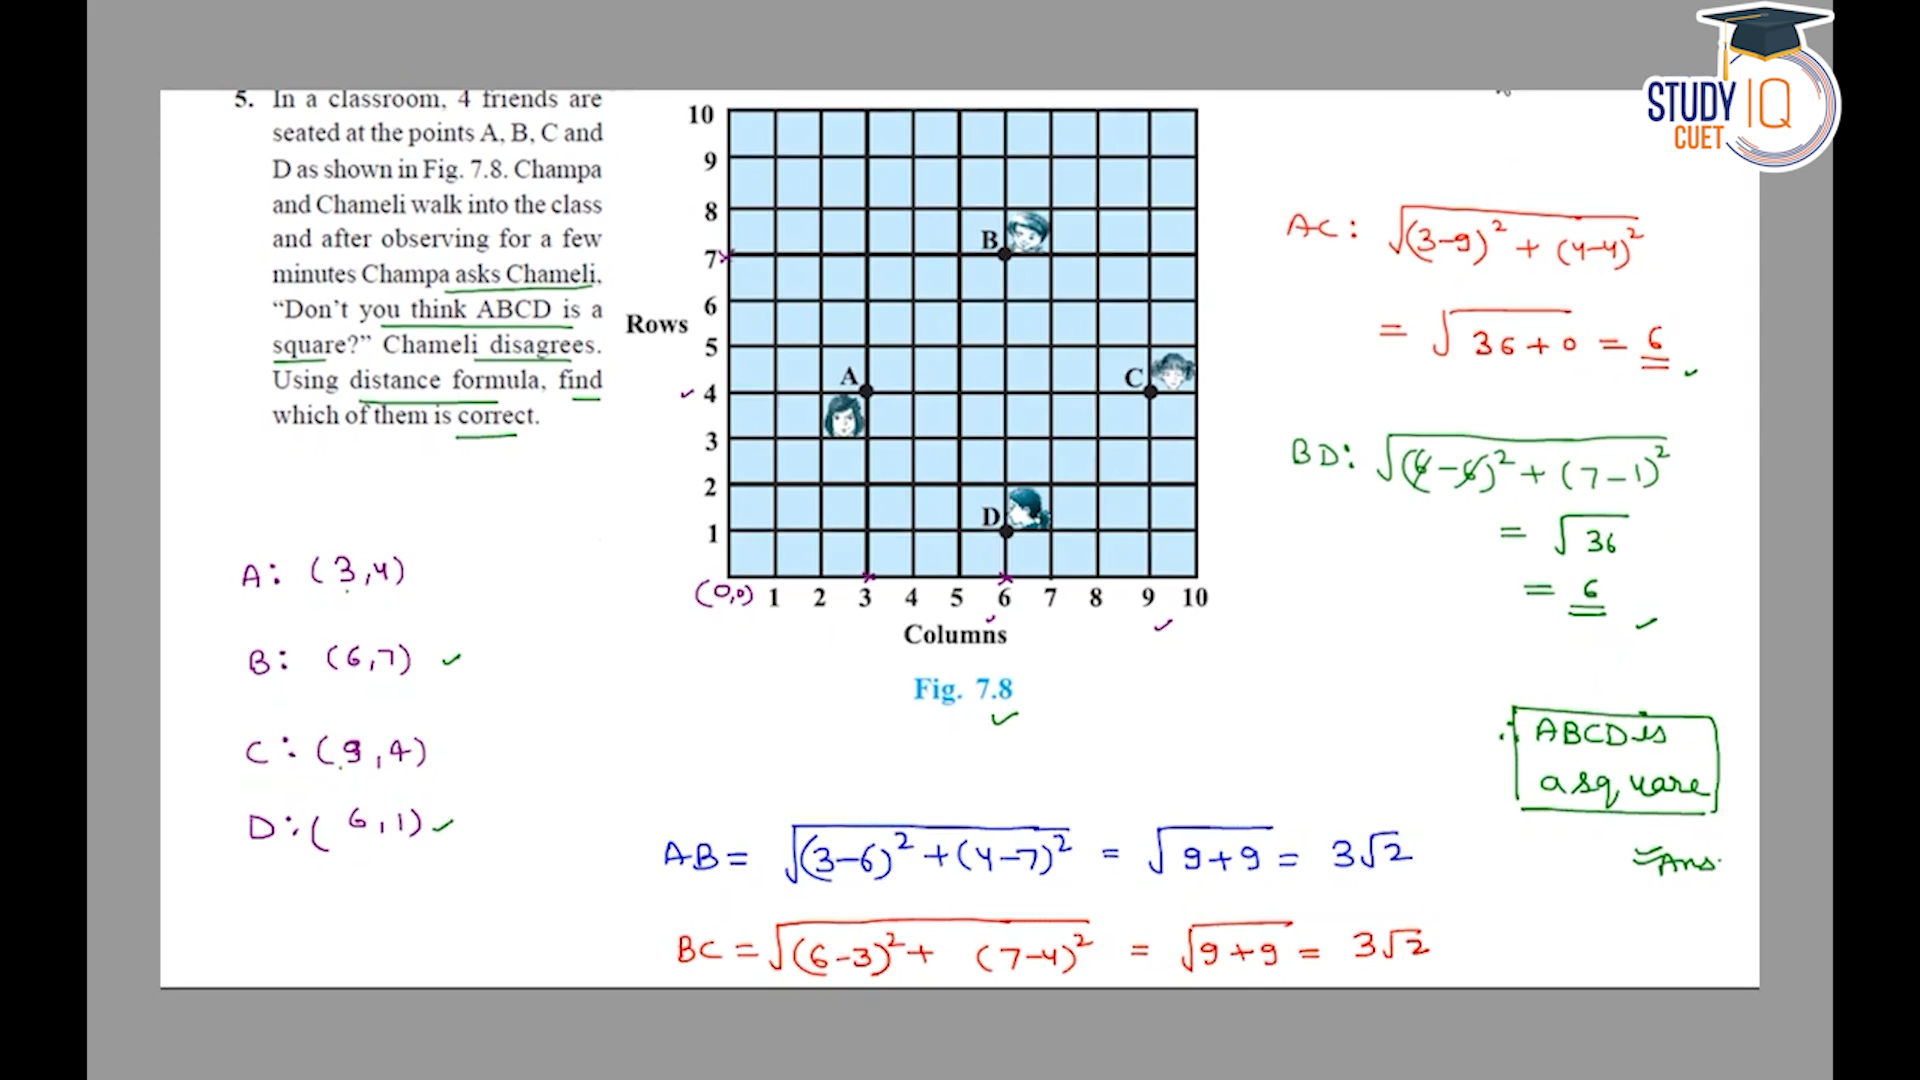 STUDY IQ
CUET
5. In a classroom, 4 friends are
seated at the points A, B, C and
D as shown in Fig. 7.8. Champa
and Chameli walk into the class
and after observing for a few
minutes Champa asks Chameli,
“Don’t you think ABCD is a
square?” Chameli disagrees.
Using distance formula, find
which of them is correct.
10
9
8
7
6
5
4
3
2
1
Rows
B
A
C
D
(0,0) 1 2 3 4 5 6 7 8 9 10
Columns
Fig. 7.8
A: (3,4)
B: (6,7)
C: (9,4)
D: (6,1)
AC: √(3-9)² + (4-4)²
= √36+0 = 6
BD: √(6-6)² + (7-1)²
= √36
= 6
∴ ABCD is
a square
Ans.
AB = √(3-6)² + (4-7)² = √9+9 = 3√2
BC = √(6-3)² + (7-4)² = √9+9 = 3√2